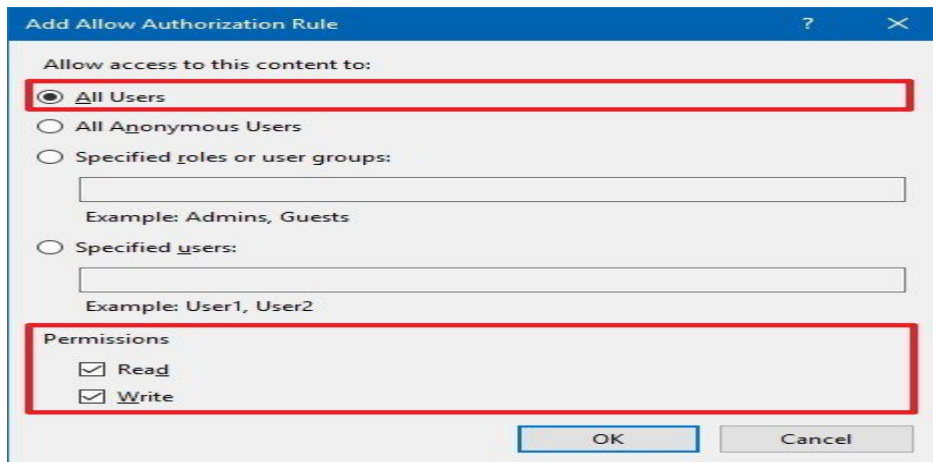 Add Allow Authorization Rule ?
Allow access to this content to:
All Users
All Anonymous Users
Specified roles or user groups:
Example: Admins, Guests
Specified users:
Example: User1, User2
Permissions
Read
Write
OK Cancel